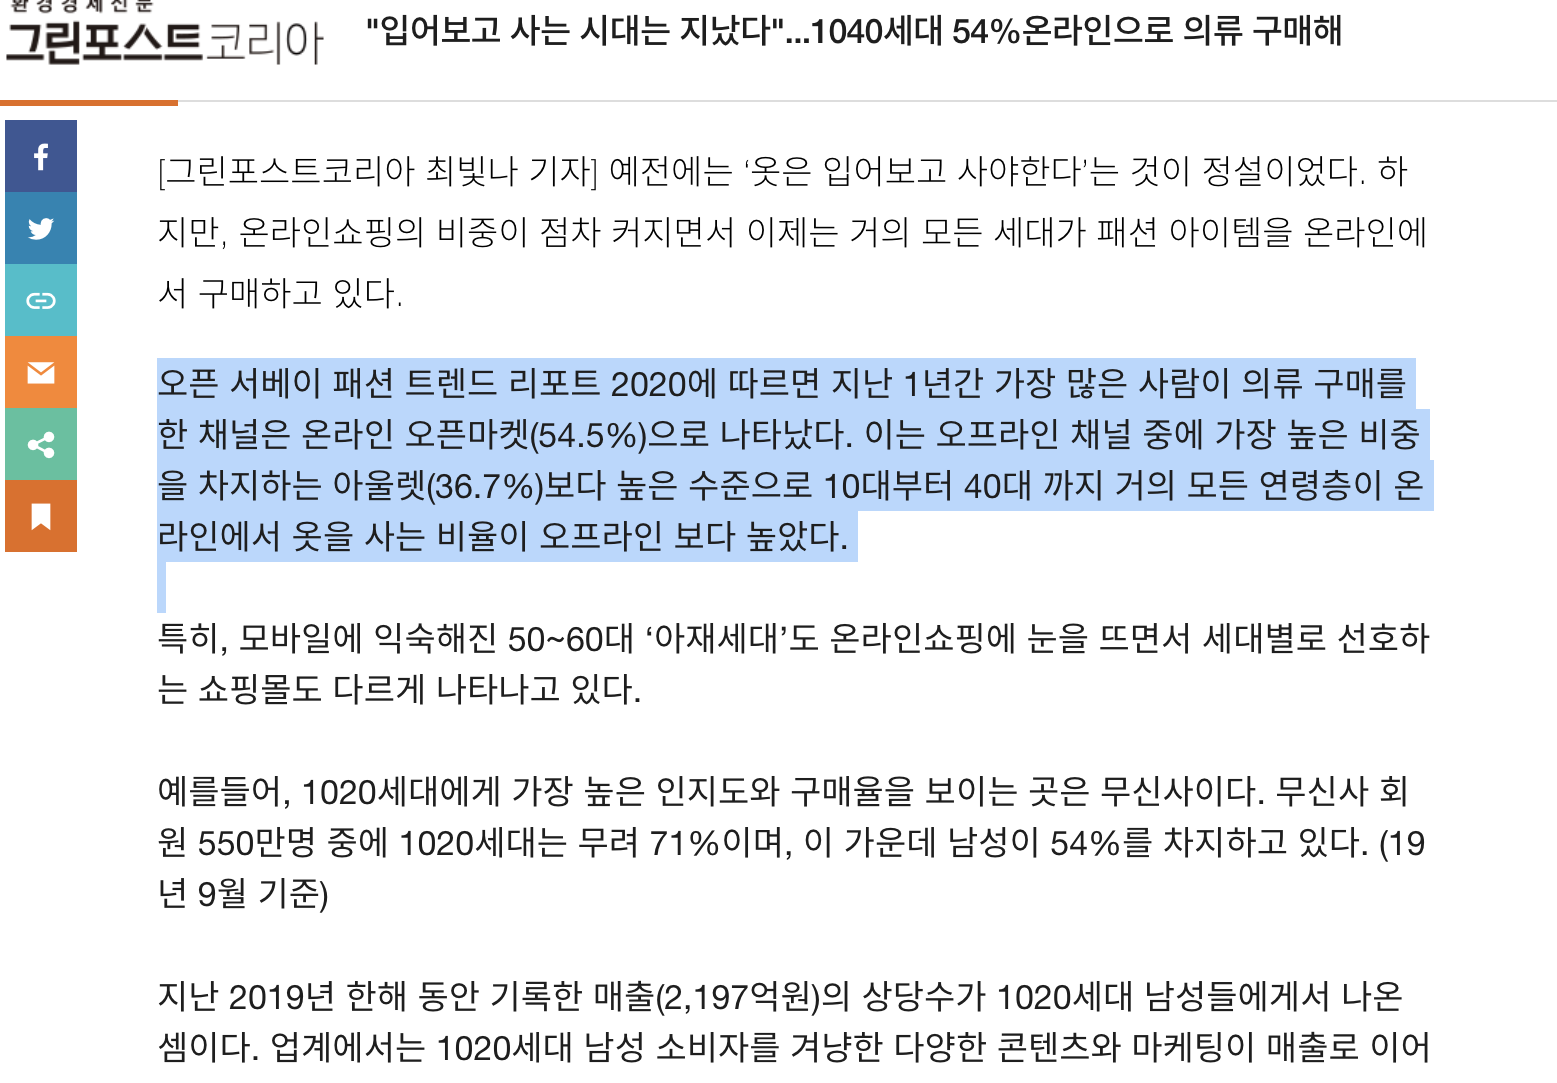 환경경제신문
그린포스트코리아
"입어보고 사는 시대는 지났다"...1040세대 54%온라인으로 의류 구매해
[그린포스트코리아 최빛나 기자] 예전에는 ‘옷은 입어보고 사야한다’는 것이 정설이었다. 하
지만, 온라인쇼핑의 비중이 점차 커지면서 이제는 거의 모든 세대가 패션 아이템을 온라인에
서 구매하고 있다.
오픈 서베이 패션 트렌드 리포트 2020에 따르면 지난 1년간 가장 많은 사람이 의류 구매를
한 채널은 온라인 오픈마켓(54.5%)으로 나타났다. 이는 오프라인 채널 중에 가장 높은 비중
을 차지하는 아울렛(36.7%)보다 높은 수준으로 10대부터 40대 까지 거의 모든 연령층이 온
라인에서 옷을 사는 비율이 오프라인 보다 높았다.
특히, 모바일에 익숙해진 50~60대 ‘아재세대’도 온라인쇼핑에 눈을 뜨면서 세대별로 선호하
는 쇼핑몰도 다르게 나타나고 있다.
예를들어, 1020세대에게 가장 높은 인지도와 구매율을 보이는 곳은 무신사이다. 무신사 회
원 550만명 중에 1020세대는 무려 71%이며, 이 가운데 남성이 54%를 차지하고 있다. (19
년 9월 기준)
지난 2019년 한해 동안 기록한 매출(2,197억원)의 상당수가 1020세대 남성들에게서 나온
셈이다. 업계에서는 1020세대 남성 소비자를 겨냥한 다양한 콘텐츠와 마케팅이 매출로 이어